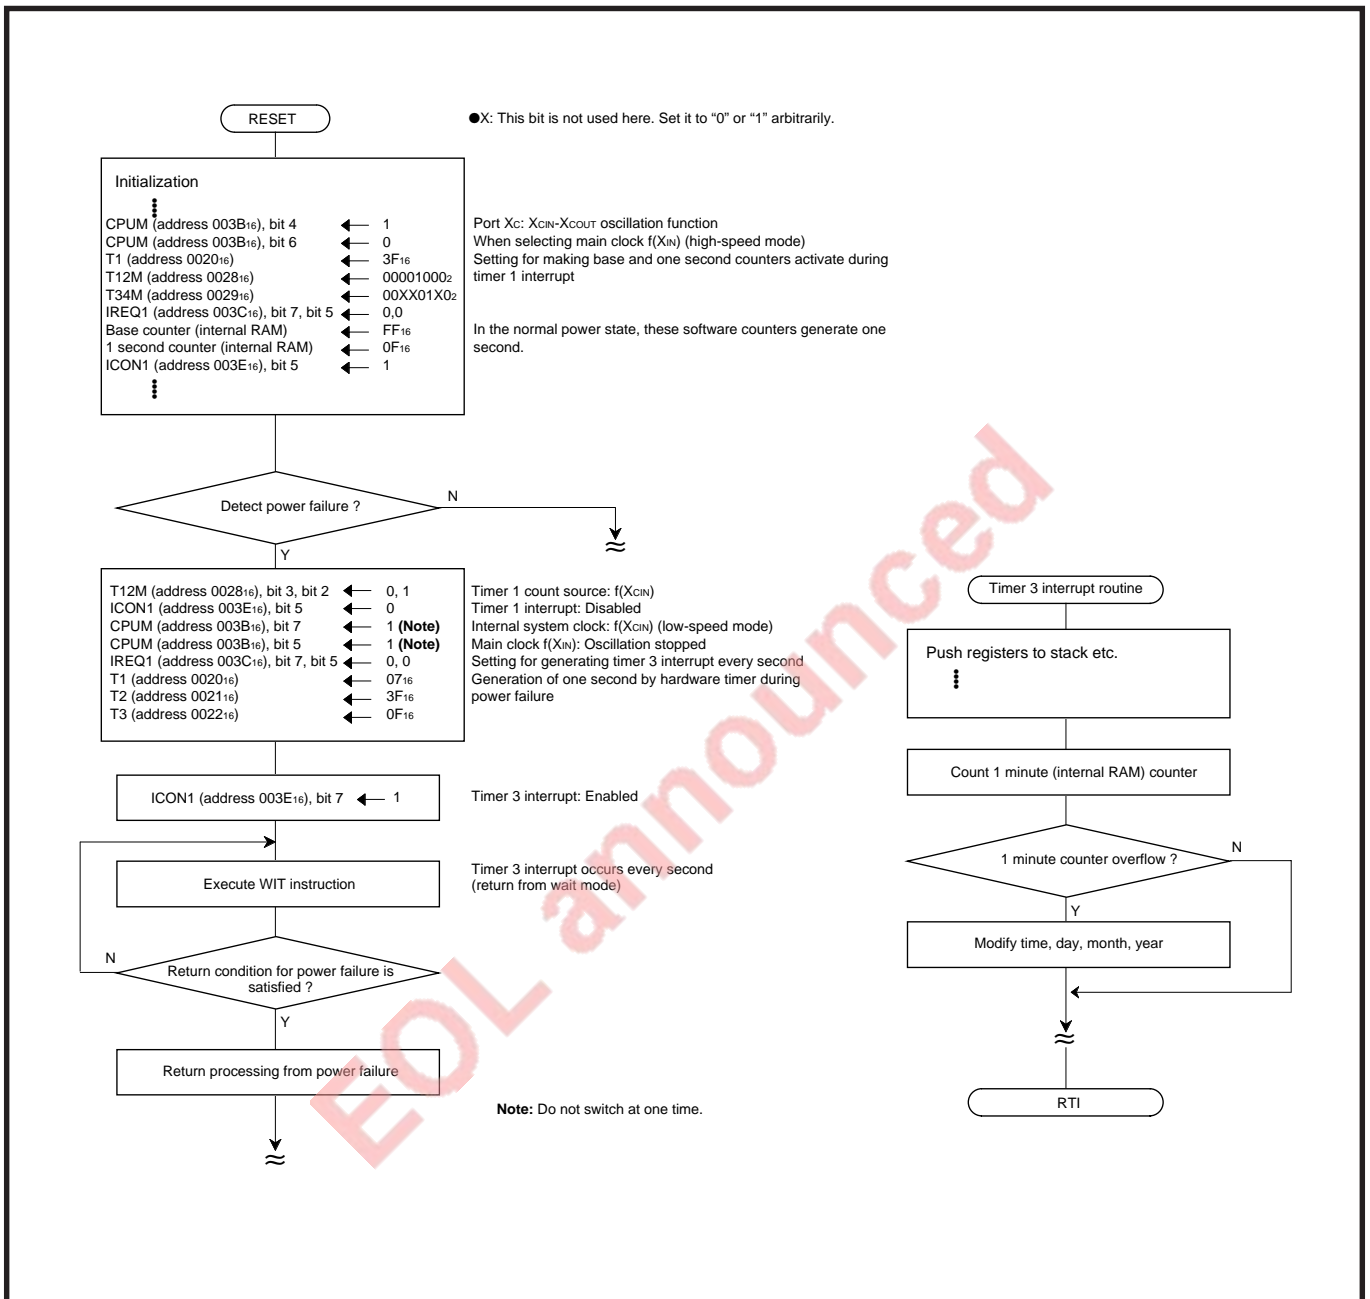 RESET
●X: This bit is not used here. Set it to “0” or “1” arbitrarily.
Initialization
CPUM (address 003B16), bit 4 ← 1
Port XC: XCIN-XCOUT oscillation function
CPUM (address 003B16), bit 6 ← 0
When selecting main clock f(XIN) (high-speed mode)
T1 (address 002016) ← 3F16
Setting for making base and one second counters activate during
T12M (address 002816) ← 000010002
timer 1 interrupt
T34M (address 002916) ← 00XX01X02
IREQ1 (address 003C16), bit 7, bit 5 ← 0,0
Base counter (internal RAM) ← FF16
In the normal power state, these software counters generate one
1 second counter (internal RAM) ← 0F16
second.
ICON1 (address 003E16), bit 5 ← 1
Detect power failure ?
N
Y
T12M (address 002816), bit 3, bit 2 ← 0, 1
Timer 1 count source: f(XCIN)
ICON1 (address 003E16), bit 5 ← 0
Timer 1 interrupt: Disabled
CPUM (address 003B16), bit 7 ← 1 (Note)
Internal system clock: f(XCIN) (low-speed mode)
CPUM (address 003B16), bit 5 ← 1 (Note)
Main clock f(XIN): Oscillation stopped
IREQ1 (address 003C16), bit 7, bit 5 ← 0, 0
Setting for generating timer 3 interrupt every second
T1 (address 002016) ← 0716
Generation of one second by hardware timer during
T2 (address 002116) ← 3F16
power failure
T3 (address 002216) ← 0F16
ICON1 (address 003E16), bit 7 ← 1
Timer 3 interrupt: Enabled
Execute WIT instruction
Timer 3 interrupt occurs every second
(return from wait mode)
N
Return condition for power failure is
satisfied ?
Y
Return processing from power failure
Note: Do not switch at one time.
Timer 3 interrupt routine
Push registers to stack etc.
Count 1 minute (internal RAM) counter
1 minute counter overflow ?
N
Y
Modify time, day, month, year
RTI
EOL announced